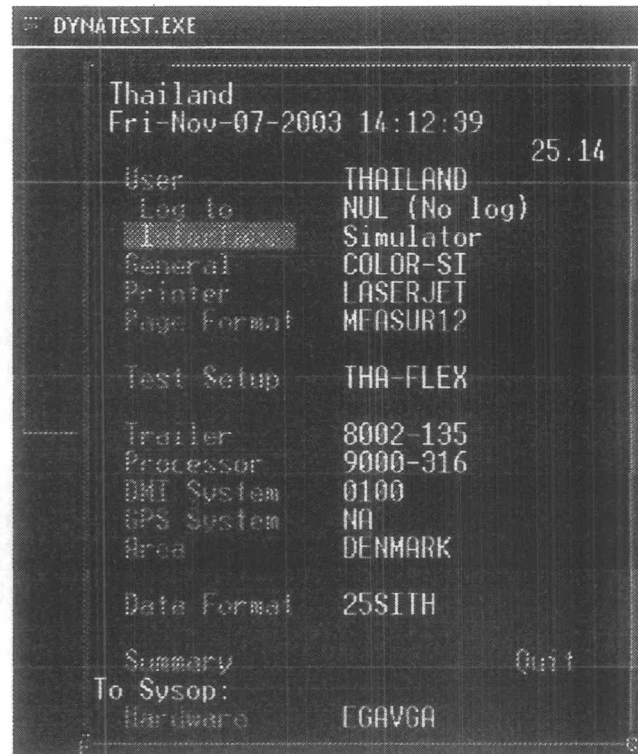 DYNATEST.EXE
Thailand
Fri-Nov-07-2003 14:12:39
25.14
User THAILAND
Log to NUL (No log)
Interface Simulator
General COLOR-SI
Printer LASERJET
Page Format MEASUR12
Test Setup THA-FLEX
Trailer 8002-135
Processor 9000-316
DMI System 0100
GPS System NA
Area DENMARK
Data Format 25SITH
Summary Quit
To Sysop:
Hardware EGAVGA